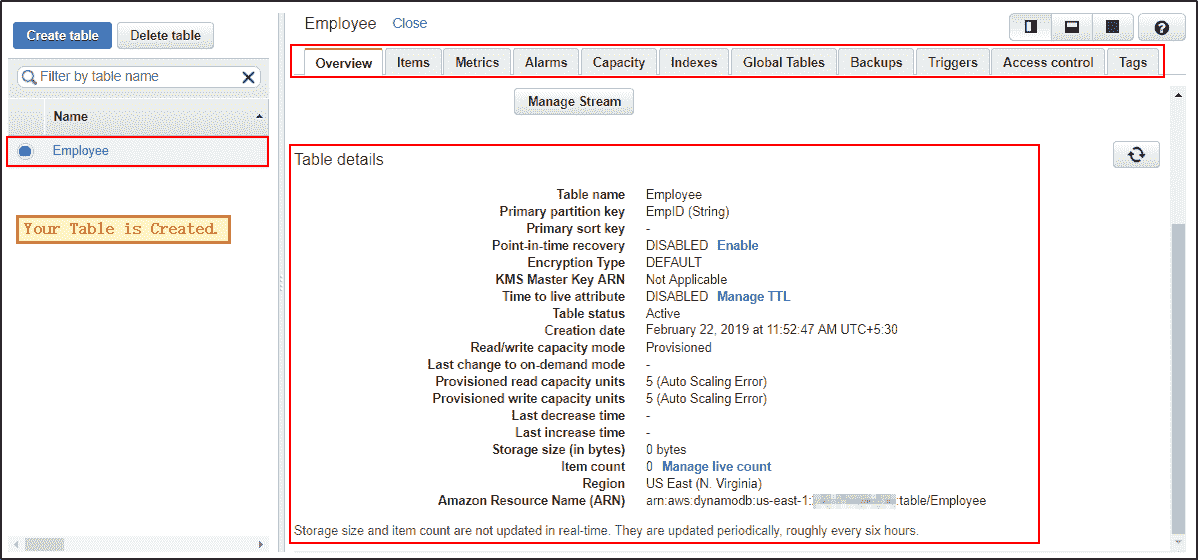 Create table Delete table
Filter by table name
Name
Employee
Your Table is Created.
Employee Close
Overview Items Metrics Alarms Capacity Indexes Global Tables Backups Triggers Access control Tags
Manage Stream
Table details
Table name Employee
Primary partition key EmpID (String)
Primary sort key -
Point-in-time recovery DISABLED Enable
Encryption Type DEFAULT
KMS Master Key ARN Not Applicable
Time to live attribute DISABLED Manage TTL
Table status Active
Creation date February 22, 2019 at 11:52:47 AM UTC+5:30
Read/write capacity mode Provisioned
Last change to on-demand mode -
Provisioned read capacity units 5 (Auto Scaling Error)
Provisioned write capacity units 5 (Auto Scaling Error)
Last decrease time -
Last increase time -
Storage size (in bytes) 0 bytes
Item count 0 Manage live count
Region US East (N. Virginia)
Amazon Resource Name (ARN) arn:aws:dynamodb:us-east-1: :table/Employee
Storage size and item count are not updated in real-time. They are updated periodically, roughly every six hours.